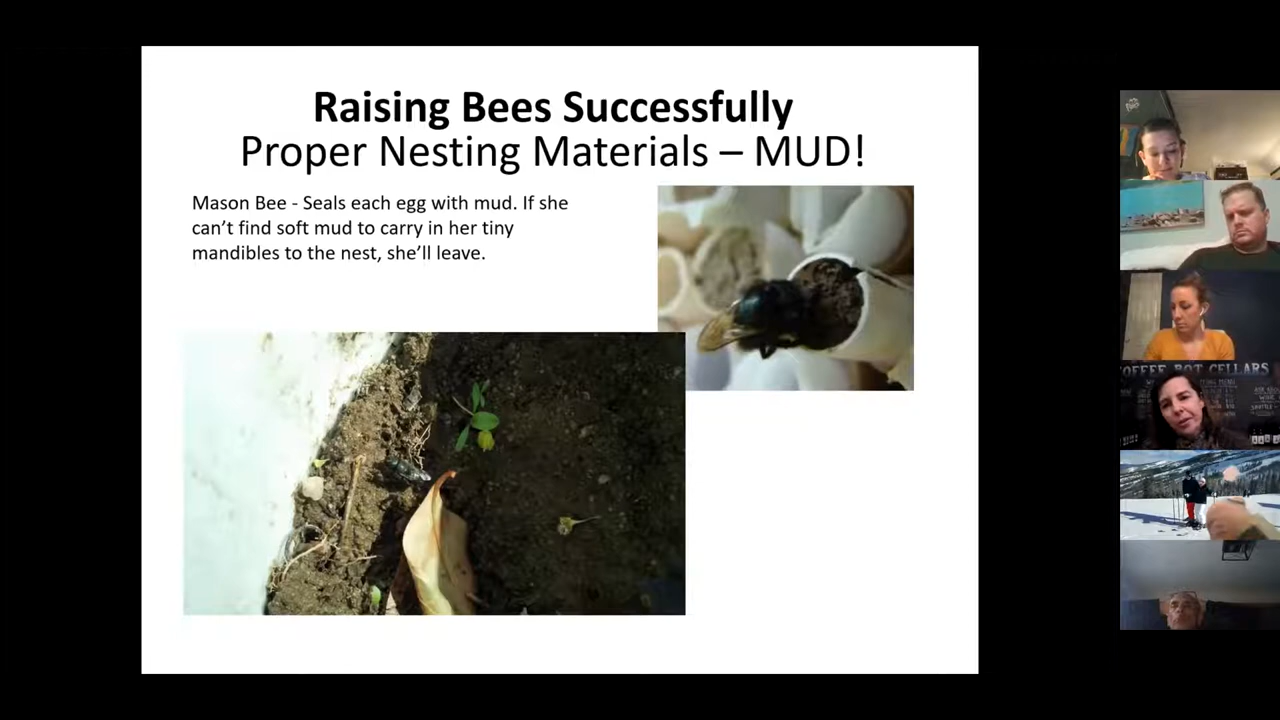 Raising Bees Successfully
Proper Nesting Materials – MUD!
Mason Bee - Seals each egg with mud. If she
can't find soft mud to carry in her tiny
mandibles to the nest, she'll leave.
COFFEE BOT CELLARS